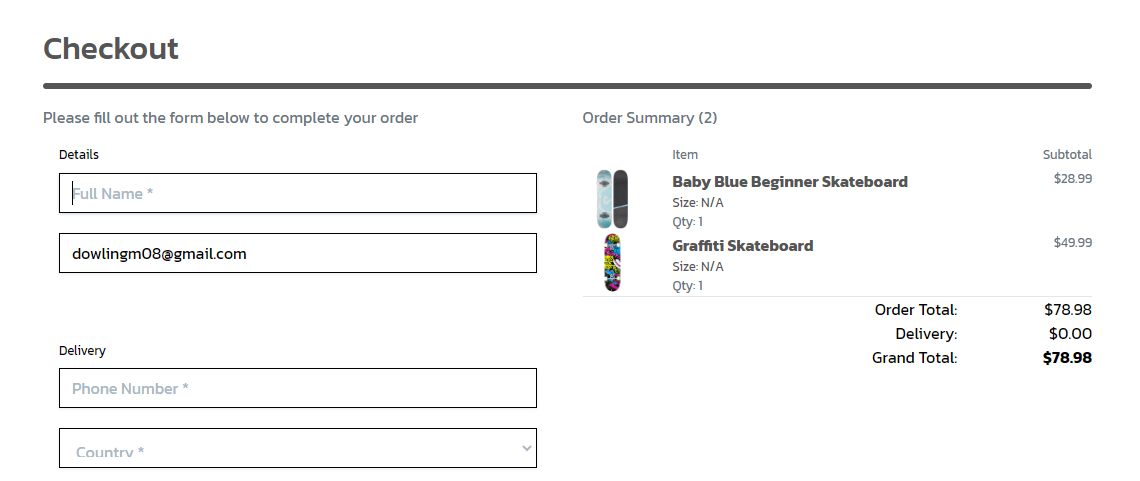 Checkout
Please fill out the form below to complete your order
Details
Full Name *
dowlingm08@gmail.com
Delivery
Phone Number *
Country *
Order Summary (2)
Item Subtotal
Baby Blue Beginner Skateboard $28.99
Size: N/A
Qty: 1
Graffiti Skateboard $49.99
Size: N/A
Qty: 1
Order Total: $78.98
Delivery: $0.00
Grand Total: $78.98